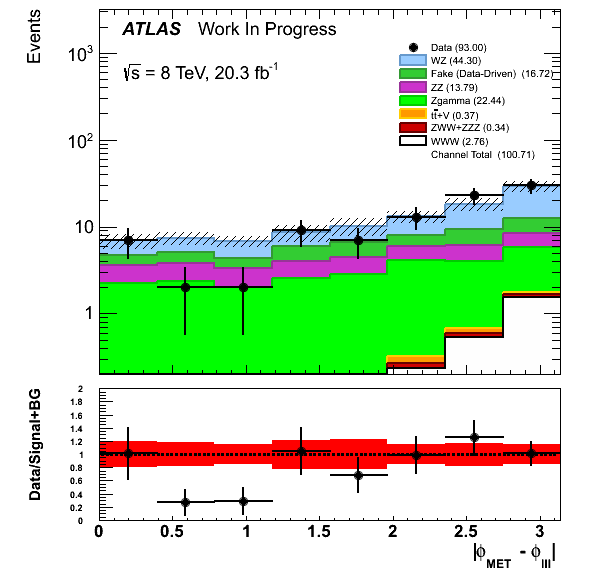 Events
ATLAS Work In Progress
√s = 8 TeV, 20.3 fb⁻¹
Data (93.00)
WZ (44.30)
Fake (Data-Driven) (16.72)
ZZ (13.79)
Zgamma (22.44)
tt̄+V (0.37)
ZWW+ZZZ (0.34)
WWW (2.76)
Channel Total (100.71)
10³
10²
10
1
Data/Signal+BG
2
1.8
1.6
1.4
1.2
1
0.8
0.6
0.4
0.2
0
0 0.5 1 1.5 2 2.5 3
|ϕMET - ϕlll|